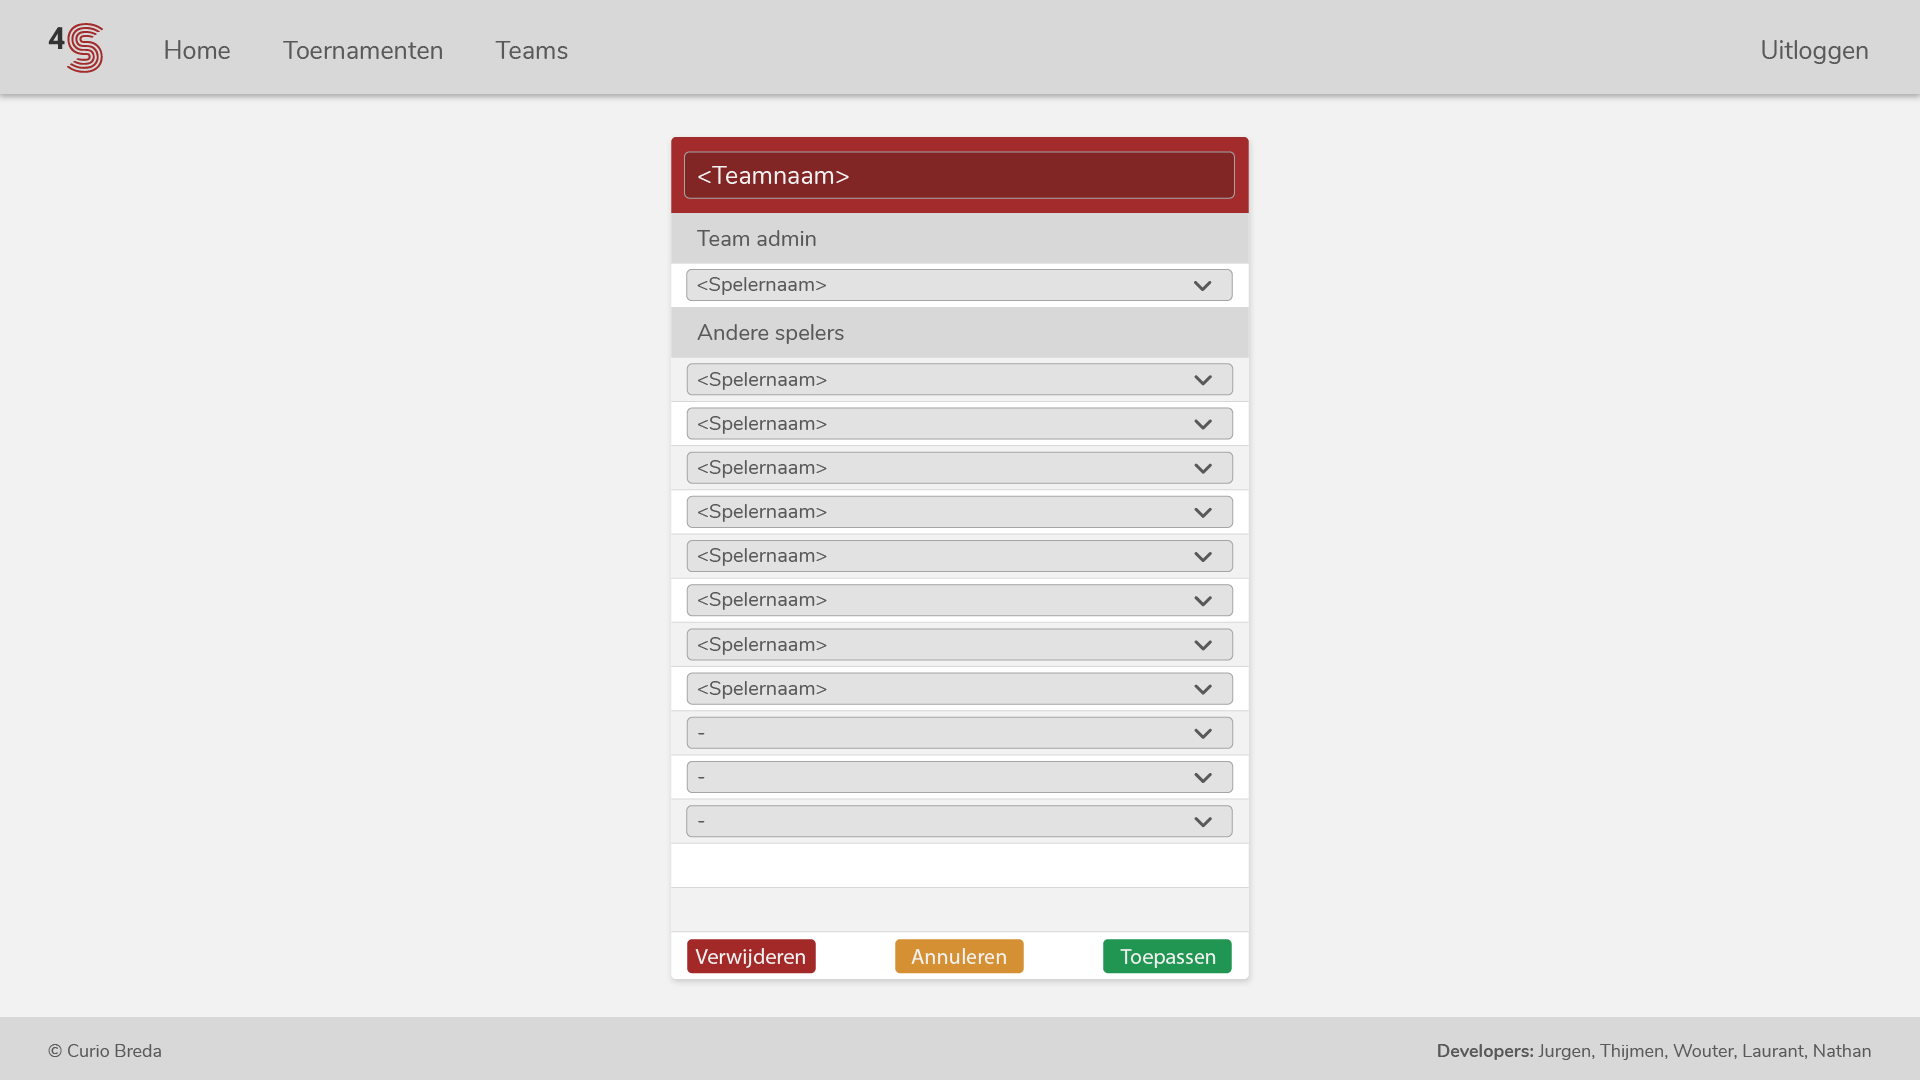 4S
Home
Toernamenten
Teams
Uitloggen
<Teamnaam>
Team admin
<Spelernaam>
Andere spelers
<Spelernaam>
<Spelernaam>
<Spelernaam>
<Spelernaam>
<Spelernaam>
<Spelernaam>
<Spelernaam>
<Spelernaam>
-
-
-
Verwijderen
Annuleren
Toepassen
© Curio Breda
Developers: Jurgen, Thijmen, Wouter, Laurant, Nathan